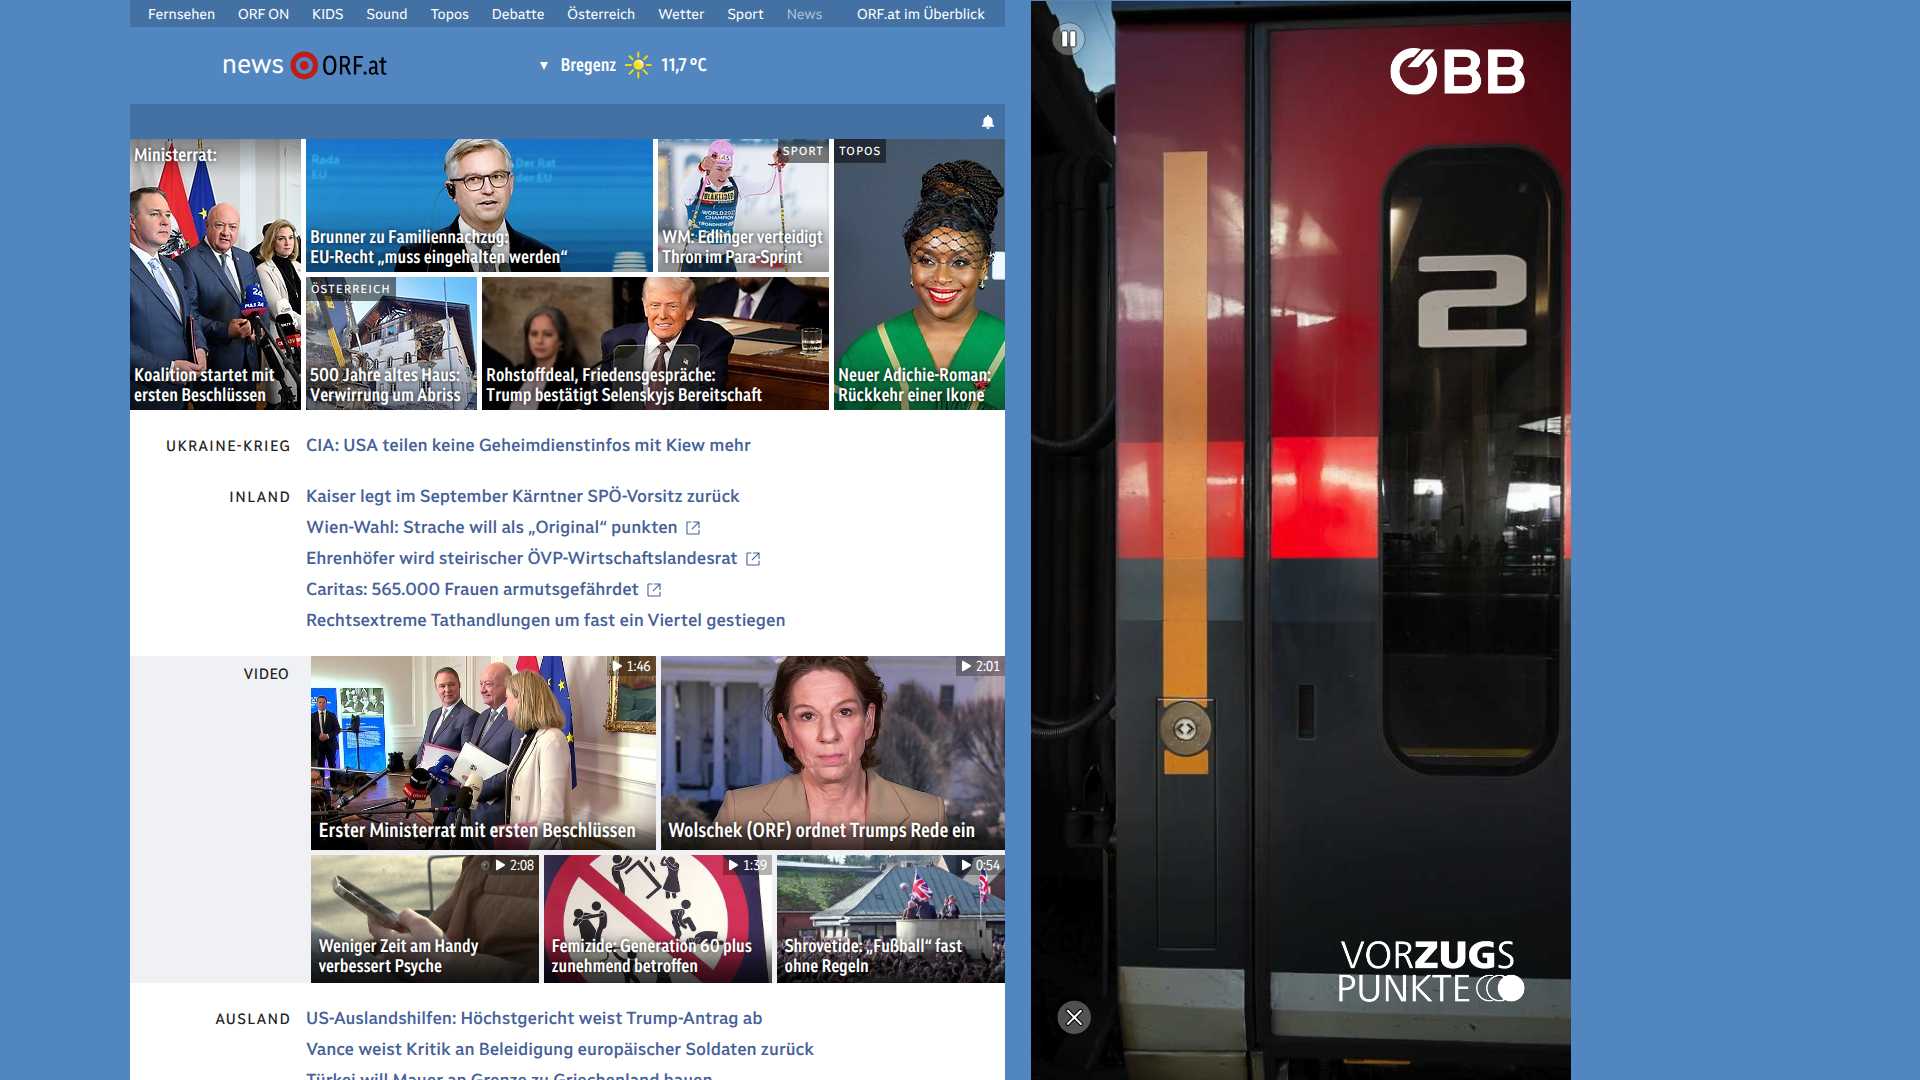 Fernsehen ORF ON KIDS Sound Topos Debatte Österreich Wetter Sport News ORF.at im Überblick
news ORF.at
▼ Bregenz 11,7 °C
Ministerrat:
Koalition startet mit
ersten Beschlüssen
Brunner zu Familiennachzug:
EU-Recht „muss eingehalten werden“
SPORT
WM: Edlinger verteidigt
Thron im Para-Sprint
TOPOS
Neuer Adichie-Roman:
Rückkehr einer Ikone
ÖSTERREICH
500 Jahre altes Haus:
Verwirrung um Abriss
Rohstoffdeal, Friedensgespräche:
Trump bestätigt Selenskyjs Bereitschaft
UKRAINE-KRIEG
CIA: USA teilen keine Geheimdienstinfos mit Kiew mehr
INLAND
Kaiser legt im September Kärntner SPÖ-Vorsitz zurück
Wien-Wahl: Strache will als „Original“ punkten
Ehrenhöfer wird steirischer ÖVP-Wirtschaftslandesrat
Caritas: 565.000 Frauen armutsgefährdet
Rechtsextreme Tathandlungen um fast ein Viertel gestiegen
VIDEO
1:46
Erster Ministerrat mit ersten Beschlüssen
2:01
Wolschek (ORF) ordnet Trumps Rede ein
2:08
Weniger Zeit am Handy
verbessert Psyche
1:39
Femizide: Generation 60 plus
zunehmend betroffen
0:54
Shrovetide: „Fußball“ fast
ohne Regeln
AUSLAND
US-Auslandshilfen: Höchstgericht weist Trump-Antrag ab
Vance weist Kritik an Beleidigung europäischer Soldaten zurück
Türkei will Mauer an Grenze zu Griechenland bauen
ÖBB
2
VORZUGS
PUNKTE